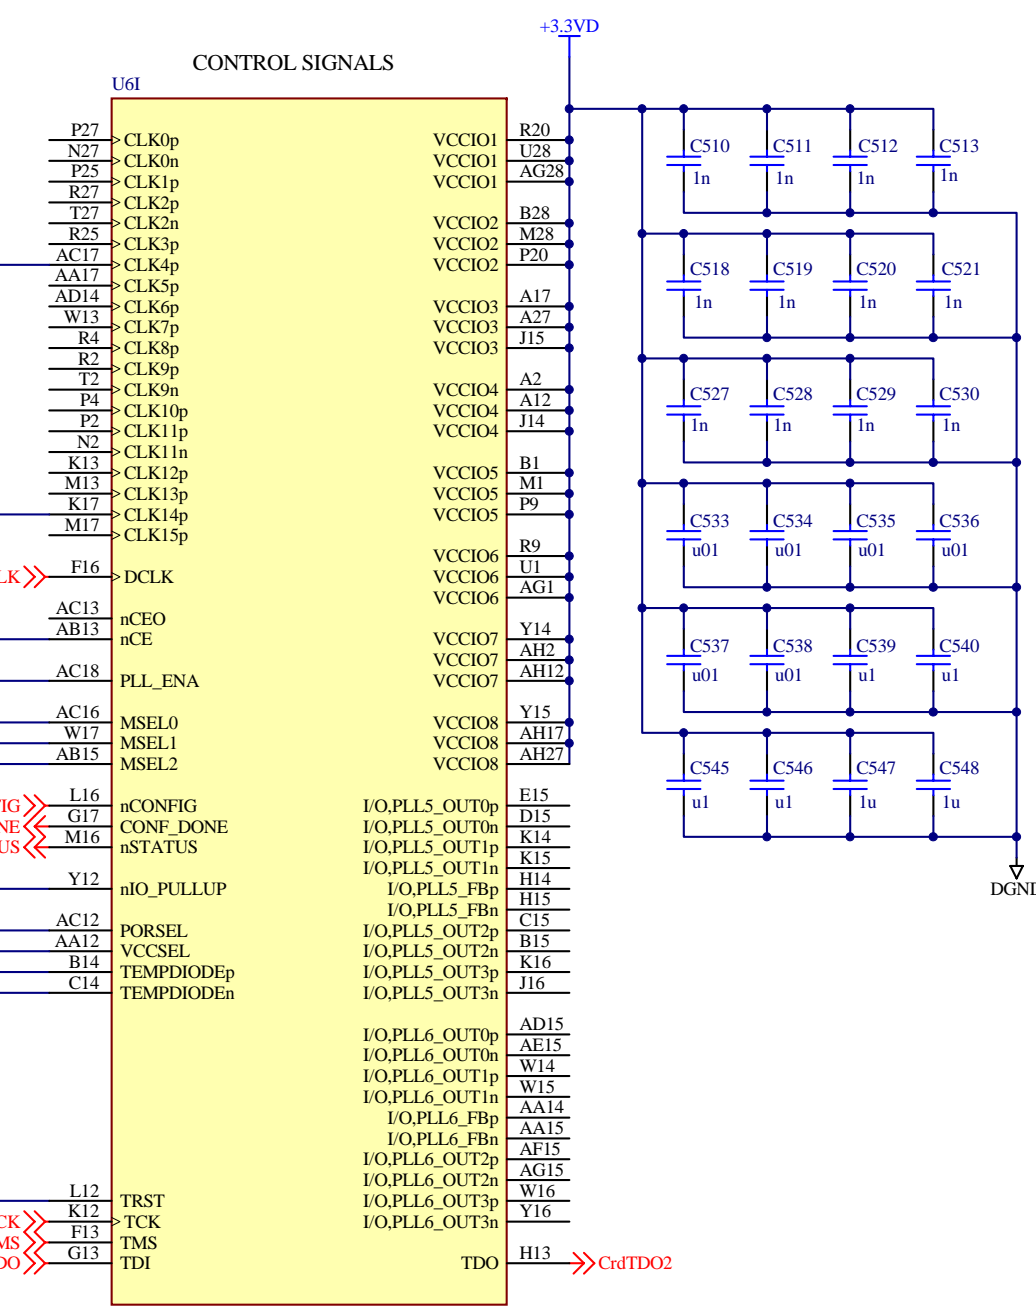 +3.3VD
CONTROL SIGNALS
U6I
P27 CLK0p VCCIO1 R20
N27 CLK0n VCCIO1 U28
P25 CLK1p VCCIO1 AG28
R27 CLK2p
T27 CLK2n VCCIO2 B28
R25 CLK3p VCCIO2 M28
AC17 CLK4p VCCIO2 P20
AA17 CLK5p
AD14 CLK6p VCCIO3 A17
W13 CLK7p VCCIO3 A27
R4 CLK8p VCCIO3 J15
R2 CLK9p
T2 CLK9n VCCIO4 A2
P4 CLK10p VCCIO4 A12
P2 CLK11p VCCIO4 J14
N2 CLK11n
K13 CLK12p VCCIO5 B1
M13 CLK13p VCCIO5 M1
K17 CLK14p VCCIO5 P9
M17 CLK15p
VCCIO6 R9
LK F16 DCLK VCCIO6 U1
VCCIO6 AG1
AC13 nCEO
AB13 nCE VCCIO7 Y14
VCCIO7 AH2
AC18 PLL_ENA VCCIO7 AH12
AC16 MSEL0 VCCIO8 Y15
W17 MSEL1 VCCIO8 AH17
AB15 MSEL2 VCCIO8 AH27
IG L16 nCONFIG I/O,PLL5_OUT0p E15
NE G17 CONF_DONE I/O,PLL5_OUT0n D15
US M16 nSTATUS I/O,PLL5_OUT1p K14
I/O,PLL5_OUT1n K15
Y12 nIO_PULLUP I/O,PLL5_FBp H14
I/O,PLL5_FBn H15
AC12 PORSEL I/O,PLL5_OUT2p C15
AA12 VCCSEL I/O,PLL5_OUT2n B15
B14 TEMPDIODEp I/O,PLL5_OUT3p K16
C14 TEMPDIODEn I/O,PLL5_OUT3n J16
I/O,PLL6_OUT0p AD15
I/O,PLL6_OUT0n AE15
I/O,PLL6_OUT1p W14
I/O,PLL6_OUT1n W15
I/O,PLL6_FBp AA14
I/O,PLL6_FBn AA15
I/O,PLL6_OUT2p AF15
I/O,PLL6_OUT2n AG15
L12 TRST I/O,PLL6_OUT3p W16
CK K12 TCK I/O,PLL6_OUT3n Y16
MS F13 TMS
DO G13 TDI TDO H13 CrdTDO2
C510 C511 C512 C513
1n 1n 1n 1n
C518 C519 C520 C521
1n 1n 1n 1n
C527 C528 C529 C530
1n 1n 1n 1n
C533 C534 C535 C536
u01 u01 u01 u01
C537 C538 C539 C540
u01 u01 u1 u1
C545 C546 C547 C548
u1 u1 1u 1u
DGND